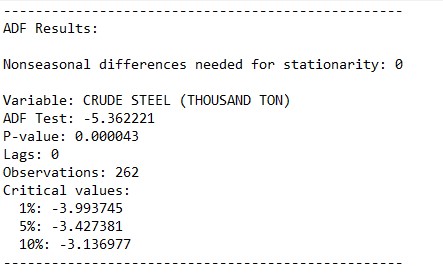 --------------------------------------------------
ADF Results:
Nonseasonal differences needed for stationarity: 0
Variable: CRUDE STEEL (THOUSAND TON)
ADF Test: -5.362221
P-value: 0.000043
Lags: 0
Observations: 262
Critical values:
1%: -3.993745
5%: -3.427381
10%: -3.136977
--------------------------------------------------